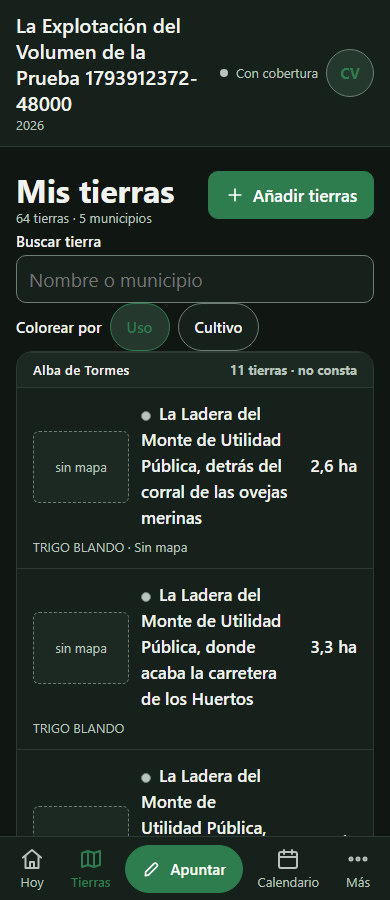 La Explotación del
Volumen de la
Prueba 1793912372-
48000
2026
Con cobertura
CV
Mis tierras
64 tierras · 5 municipios
Añadir tierras
Buscar tierra
Nombre o municipio
Colorear por
Uso
Cultivo
Alba de Tormes
11 tierras · no consta
sin mapa
La Ladera del
Monte de Utilidad
Pública, detrás del
corral de las ovejas
merinas
2,6 ha
TRIGO BLANDO · Sin mapa
sin mapa
La Ladera del
Monte de Utilidad
Pública, donde
acaba la carretera
de los Huertos
3,3 ha
TRIGO BLANDO
La Ladera del
Monte de
Utilidad Pública,
Hoy
Tierras
Apuntar
Calendario
Más